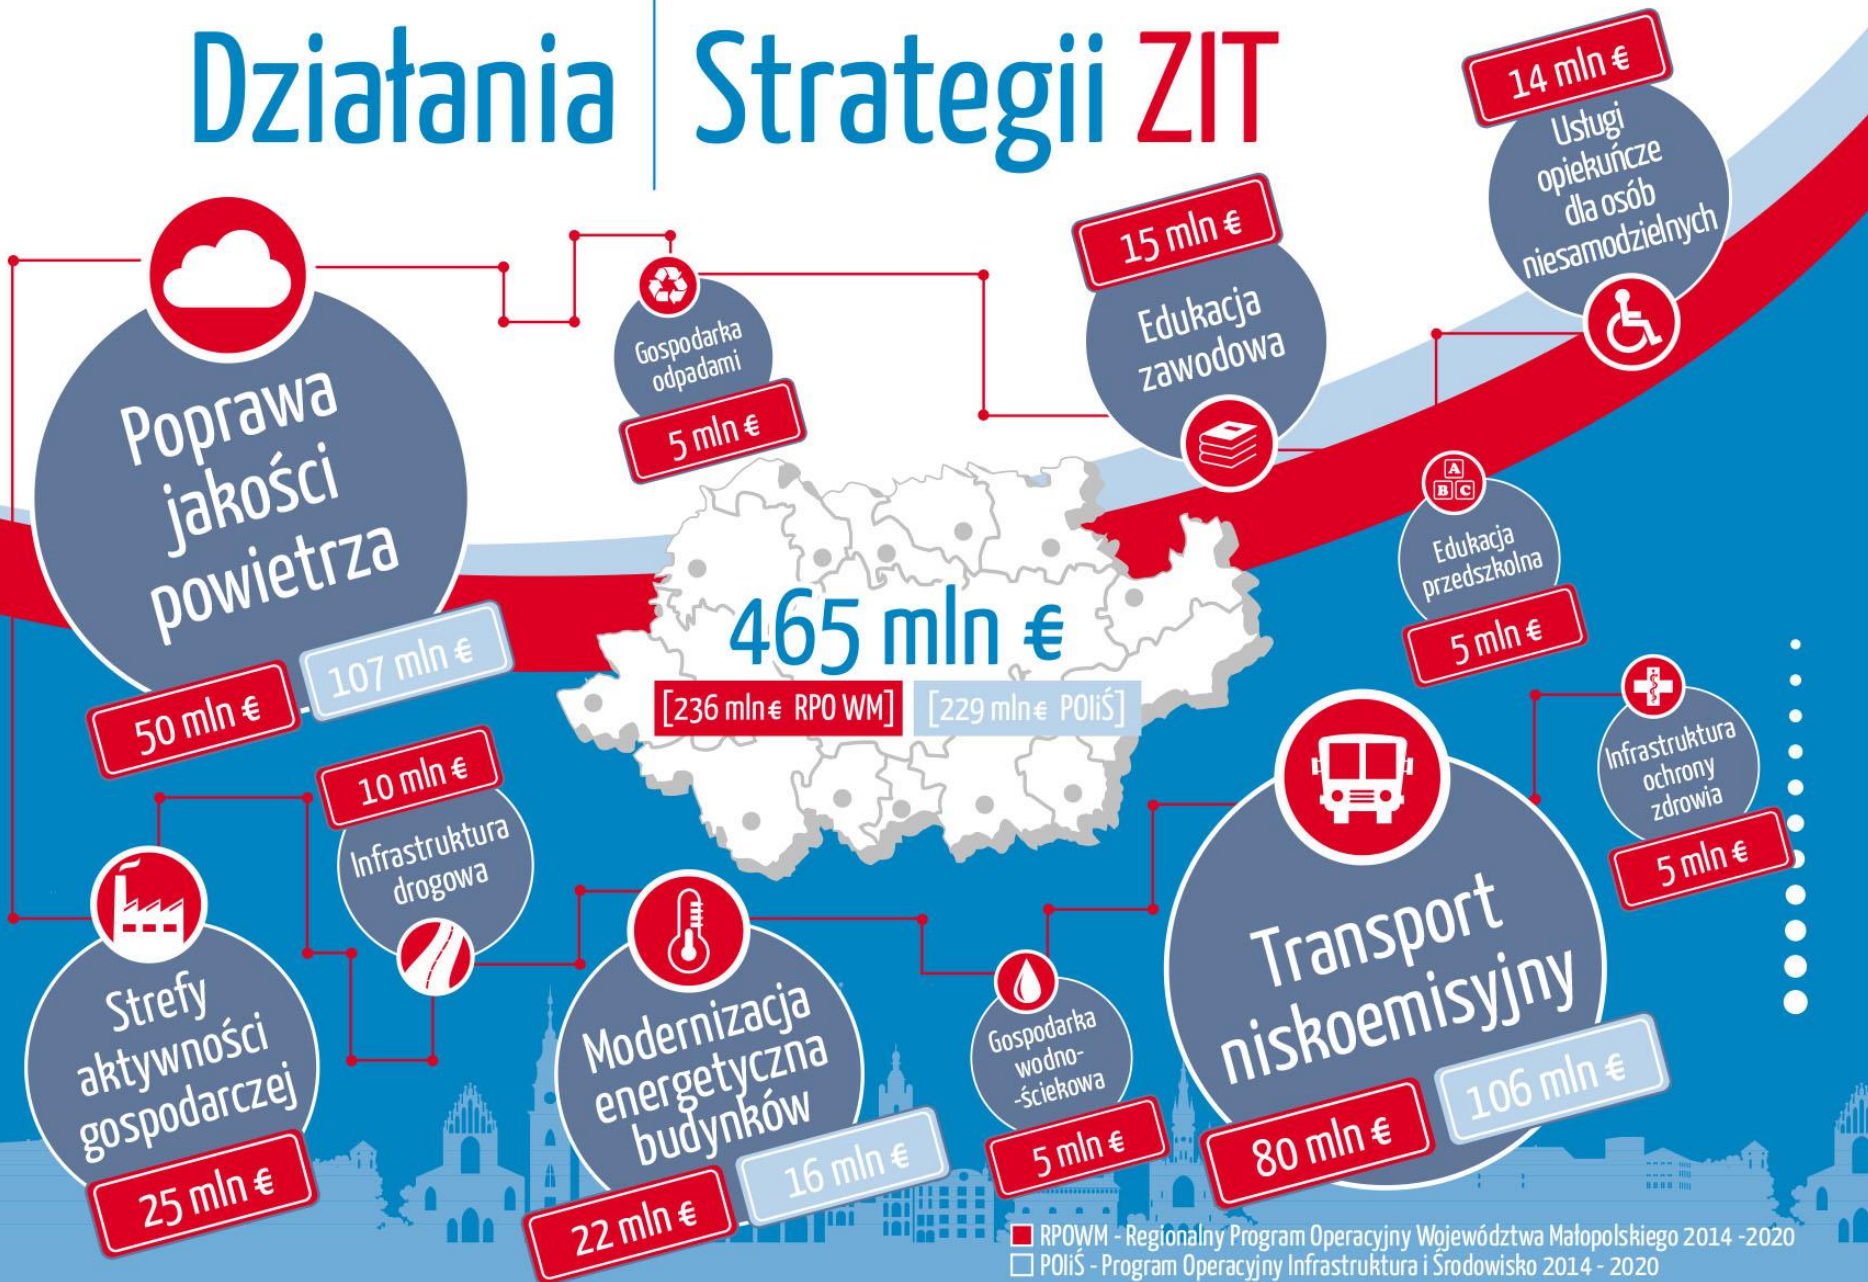 Działania Strategii ZIT
14 mln €
Usługi
opiekuńcze
dla osób
niesamodzielnych
15 mln €
Edukacja
zawodowa
Gospodarka
odpadami
5 mln €
Poprawa
jakości
powietrza
50 mln €
107 mln €
A
B C
Edukacja
przedszkolna
5 mln €
465 mln €
[236 mln € RPO WM]
[229 mln € POIiŚ]
Infrastruktura
ochrony
zdrowia
5 mln €
10 mln €
Infrastruktura
drogowa
Strefy
aktywności
gospodarczej
25 mln €
Modernizacja
energetyczna
budynków
22 mln €
16 mln €
Gospodarka
wodno-
-ściekowa
5 mln €
Transport
niskoemisyjny
80 mln €
106 mln €
RPOWM - Regionalny Program Operacyjny Województwa Małopolskiego 2014 -2020
POIiŚ - Program Operacyjny Infrastruktura i Środowisko 2014 - 2020